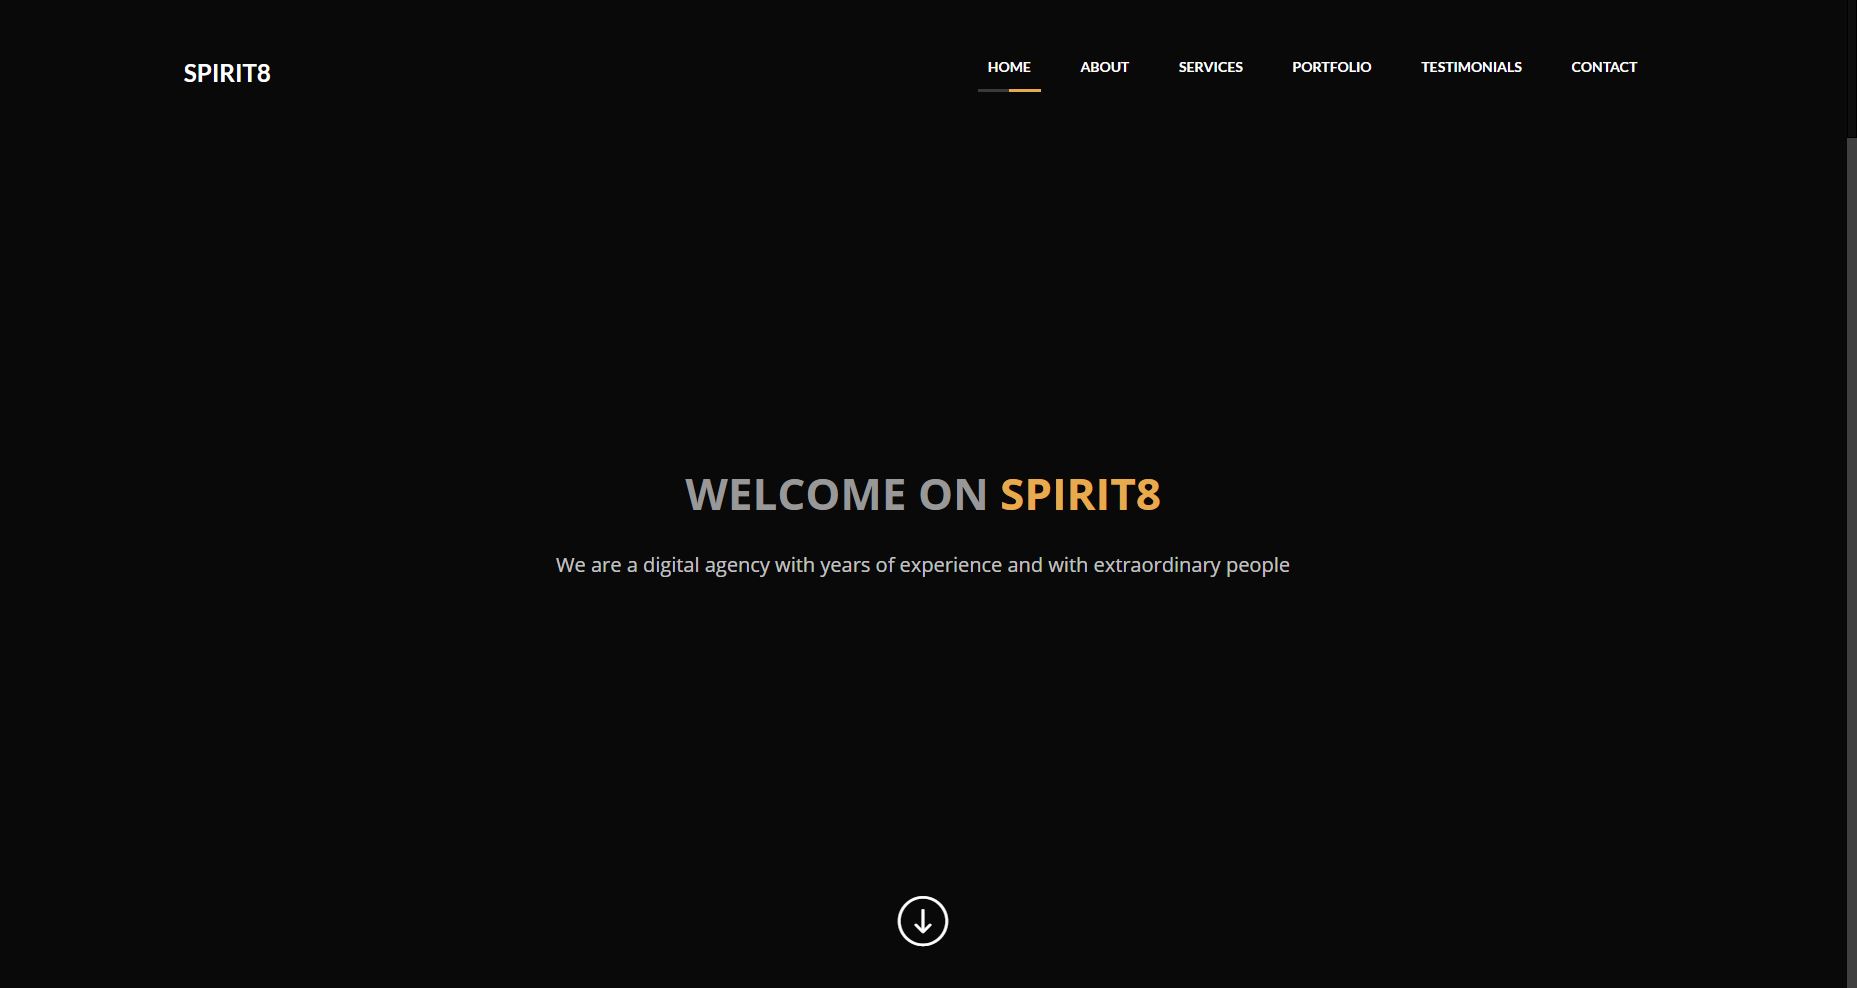 SPIRIT8
HOME ABOUT SERVICES PORTFOLIO TESTIMONIALS CONTACT
WELCOME ON SPIRIT8
We are a digital agency with years of experience and with extraordinary people